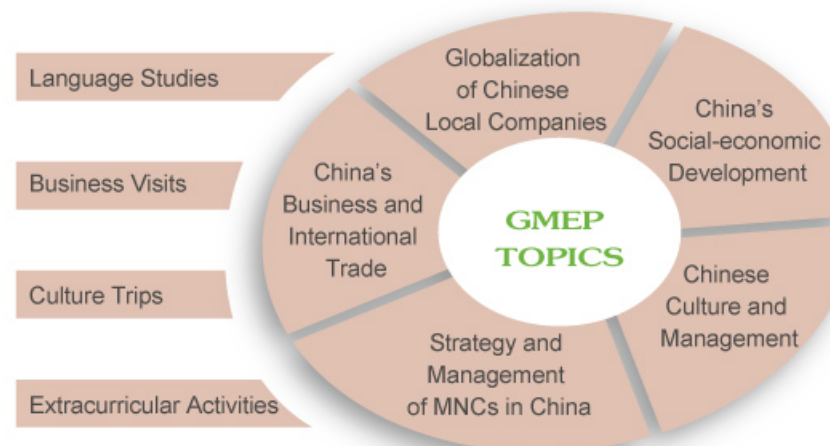 Language Studies
Business Visits
Culture Trips
Extracurricular Activities
Globalization
of Chinese
Local Companies
China's
Social-economic
Development
China's
Business and
International
Trade
GMEP
TOPICS
Chinese
Culture and
Management
Strategy and
Management
of MNCs in China